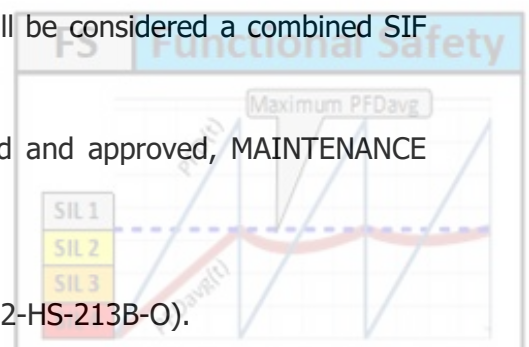 ll be considered a combined SIF
FS Functional Safety
Maximum PFDavg
d and approved, MAINTENANCE
SIL 1
SIL 2
SIL 3
PFDavg(t)
2-HS-213B-O).